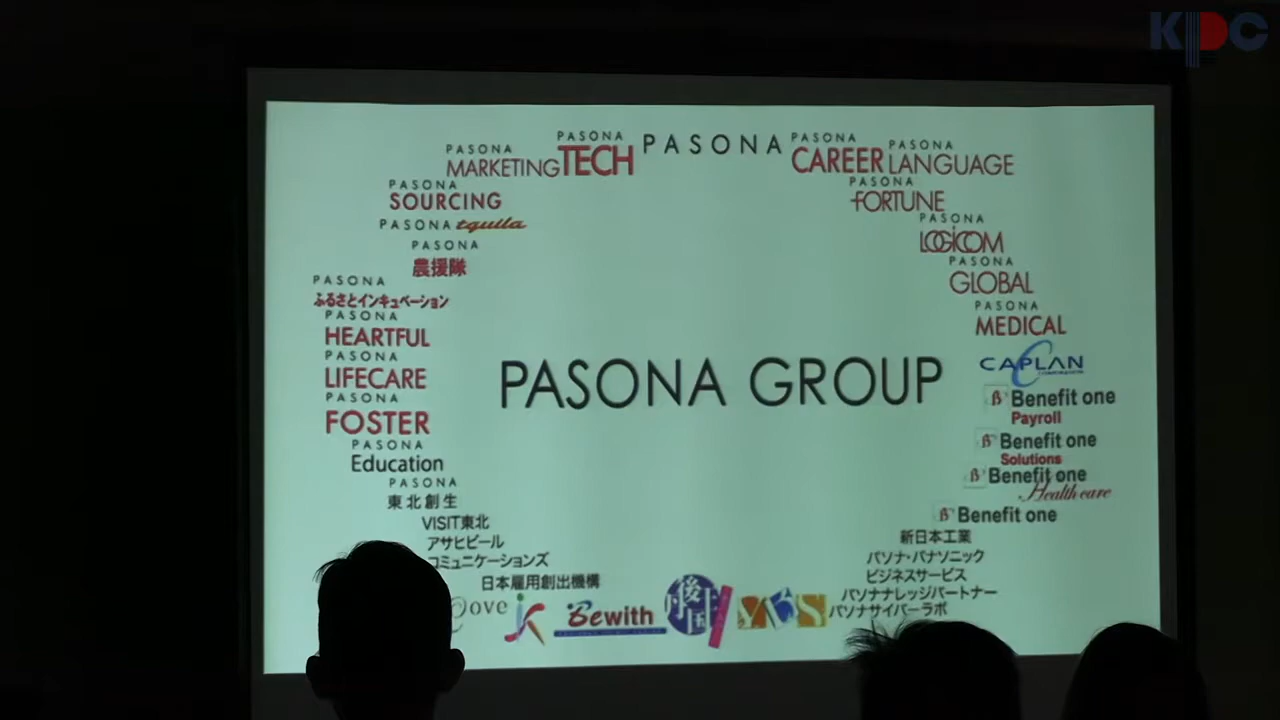 KPC
PASONA
PASONA
TECH
PASONA
MARKETING
PASONA
SOURCING
PASONA tquila
PASONA
農援隊
PASONA
ふるさとインキュベーション
PASONA
HEARTFUL
PASONA
LIFECARE
PASONA
FOSTER
PASONA
Education
PASONA
東北創生
VISIT東北
アサヒビール
コミュニケーションズ
日本雇用創出機構
PASONA
CAREER
PASONA
LANGUAGE
PASONA
FORTUNE
PASONA
LOGICOM
PASONA
GLOBAL
PASONA
MEDICAL
CAPLAN
CORPORATION
Benefit one
Payroll
Benefit one
Solutions
Benefit one
Health care
Benefit one
新日本工業
パソナ・パナソニック
ビジネスサービス
パソナナレッジパートナー
パソナサイバーラボ
PASONA GROUP
Bewith